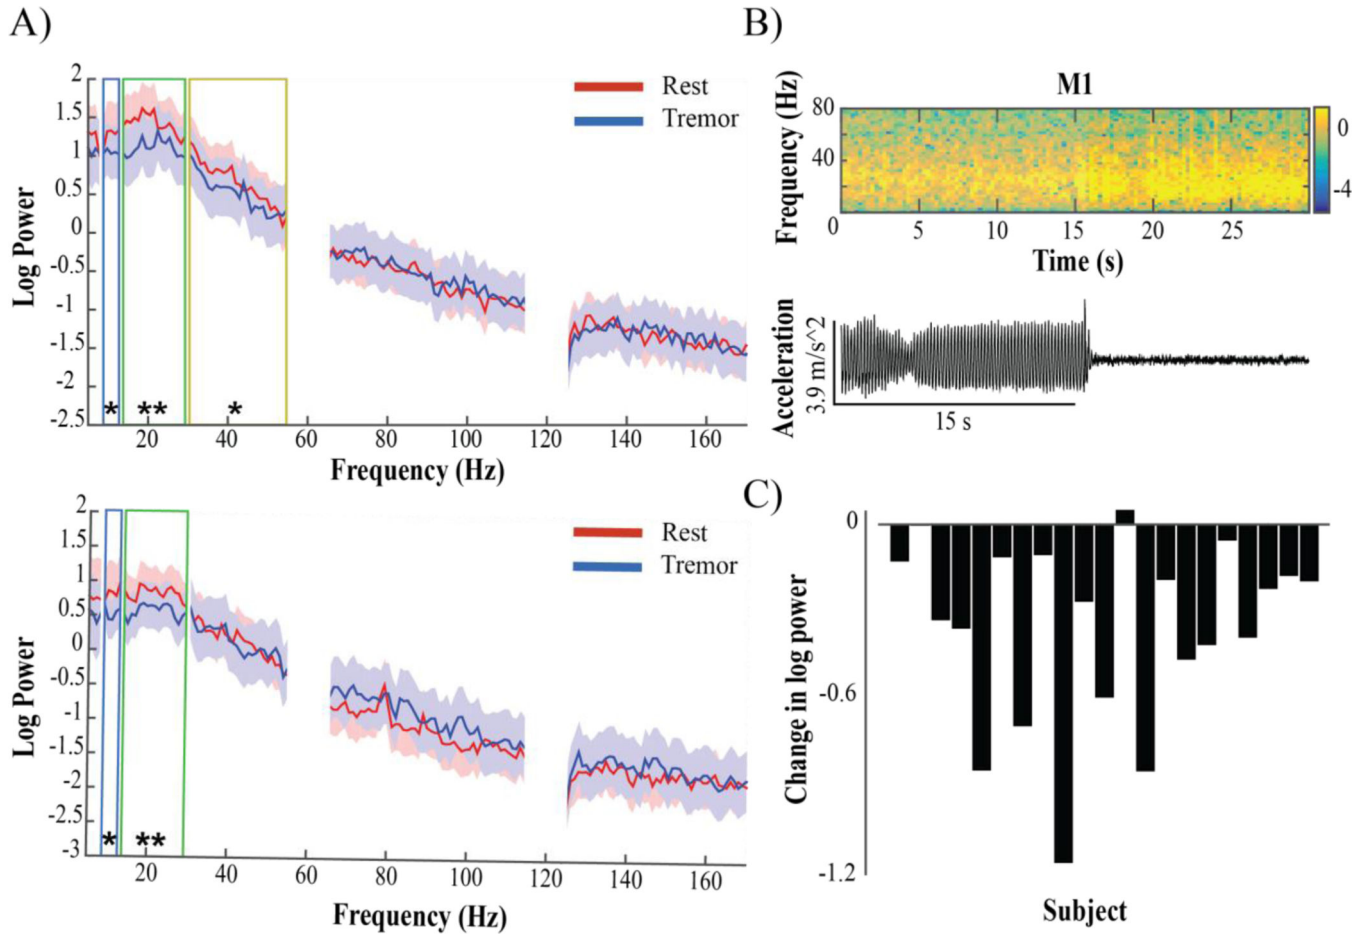 A)
2
1.5
1
0.5
0
-0.5
-1
-1.5
-2
-2.5
Log Power
Rest
Tremor
* ** *
20 40 60 80 100 120 140 160
Frequency (Hz)
2
1.5
1
0.5
0
-0.5
-1
-1.5
-2
-2.5
-3
Log Power
Rest
Tremor
* **
20 40 60 80 100 120 140 160
Frequency (Hz)
B)
M1
80
40
0
Frequency (Hz)
0
-4
5 10 15 20 25
Time (s)
Acceleration
3.9 m/s^2
15 s
C)
0
-0.6
-1.2
Change in log power
Subject